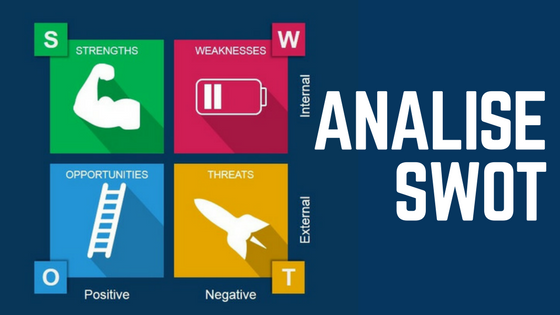 S
STRENGTHS
WEAKNESSES
W
Internal
OPPORTUNITIES
THREATS
External
O
T
Positive
Negative
ANALISE
SWOT